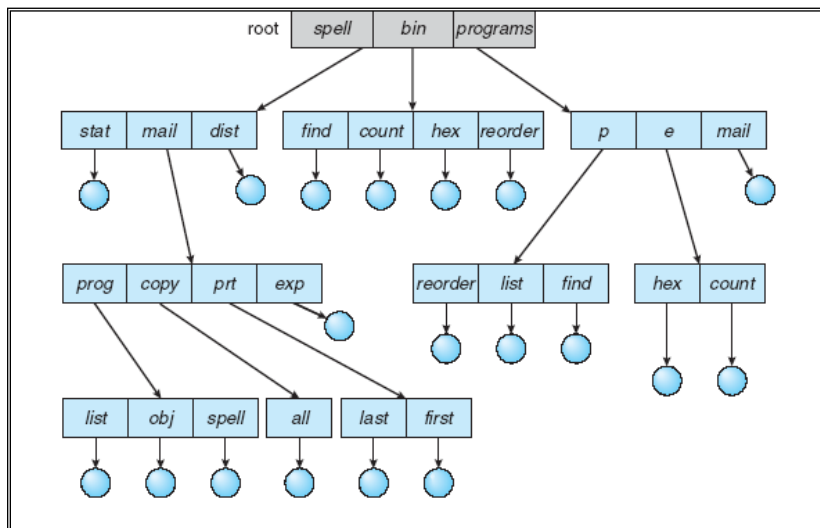 root spell bin programs
stat mail dist find count hex reorder p e mail
prog copy prt exp reorder list find hex count
list obj spell all last first